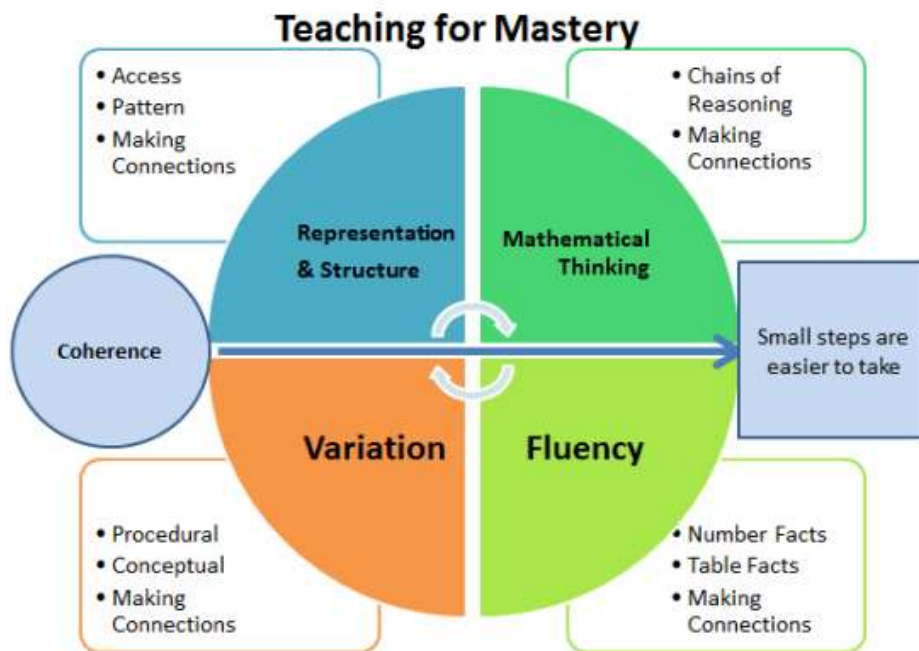 Teaching for Mastery
• Access
• Pattern
• Making
Connections
• Chains of
Reasoning
• Making
Connections
Representation
& Structure
Mathematical
Thinking
Coherence
Small steps are
easier to take
Variation
Fluency
• Procedural
• Conceptual
• Making
Connections
• Number Facts
• Table Facts
• Making
Connections